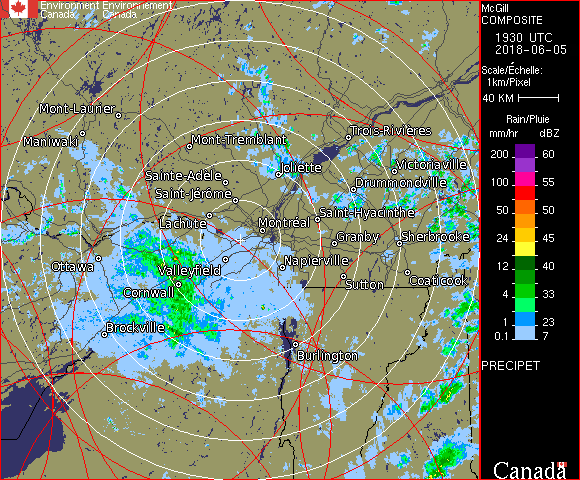 Environment Environnement
Canada Canada
McGill
COMPOSITE
1930 UTC
2018-06-05
Scale/Échelle:
1km/Pixel
40 KM
Rain/Pluie
mm/hr dBZ
200 60
100 55
50 50
24 45
12 40
4 33
1 23
0.1 7
PRECIPET
Canada
Mont-Laurier
Maniwaki
Mont-Tremblant
Trois-Rivières
Sainte-Adèle
Joliette
Victoriaville
Saint-Jérôme
Drummondville
Lachute
Saint-Hyacinthe
Montréal
Granby
Sherbrooke
Ottawa
Valleyfield
Napierville
Cornwall
Sutton
Coaticook
Brockville
Burlington